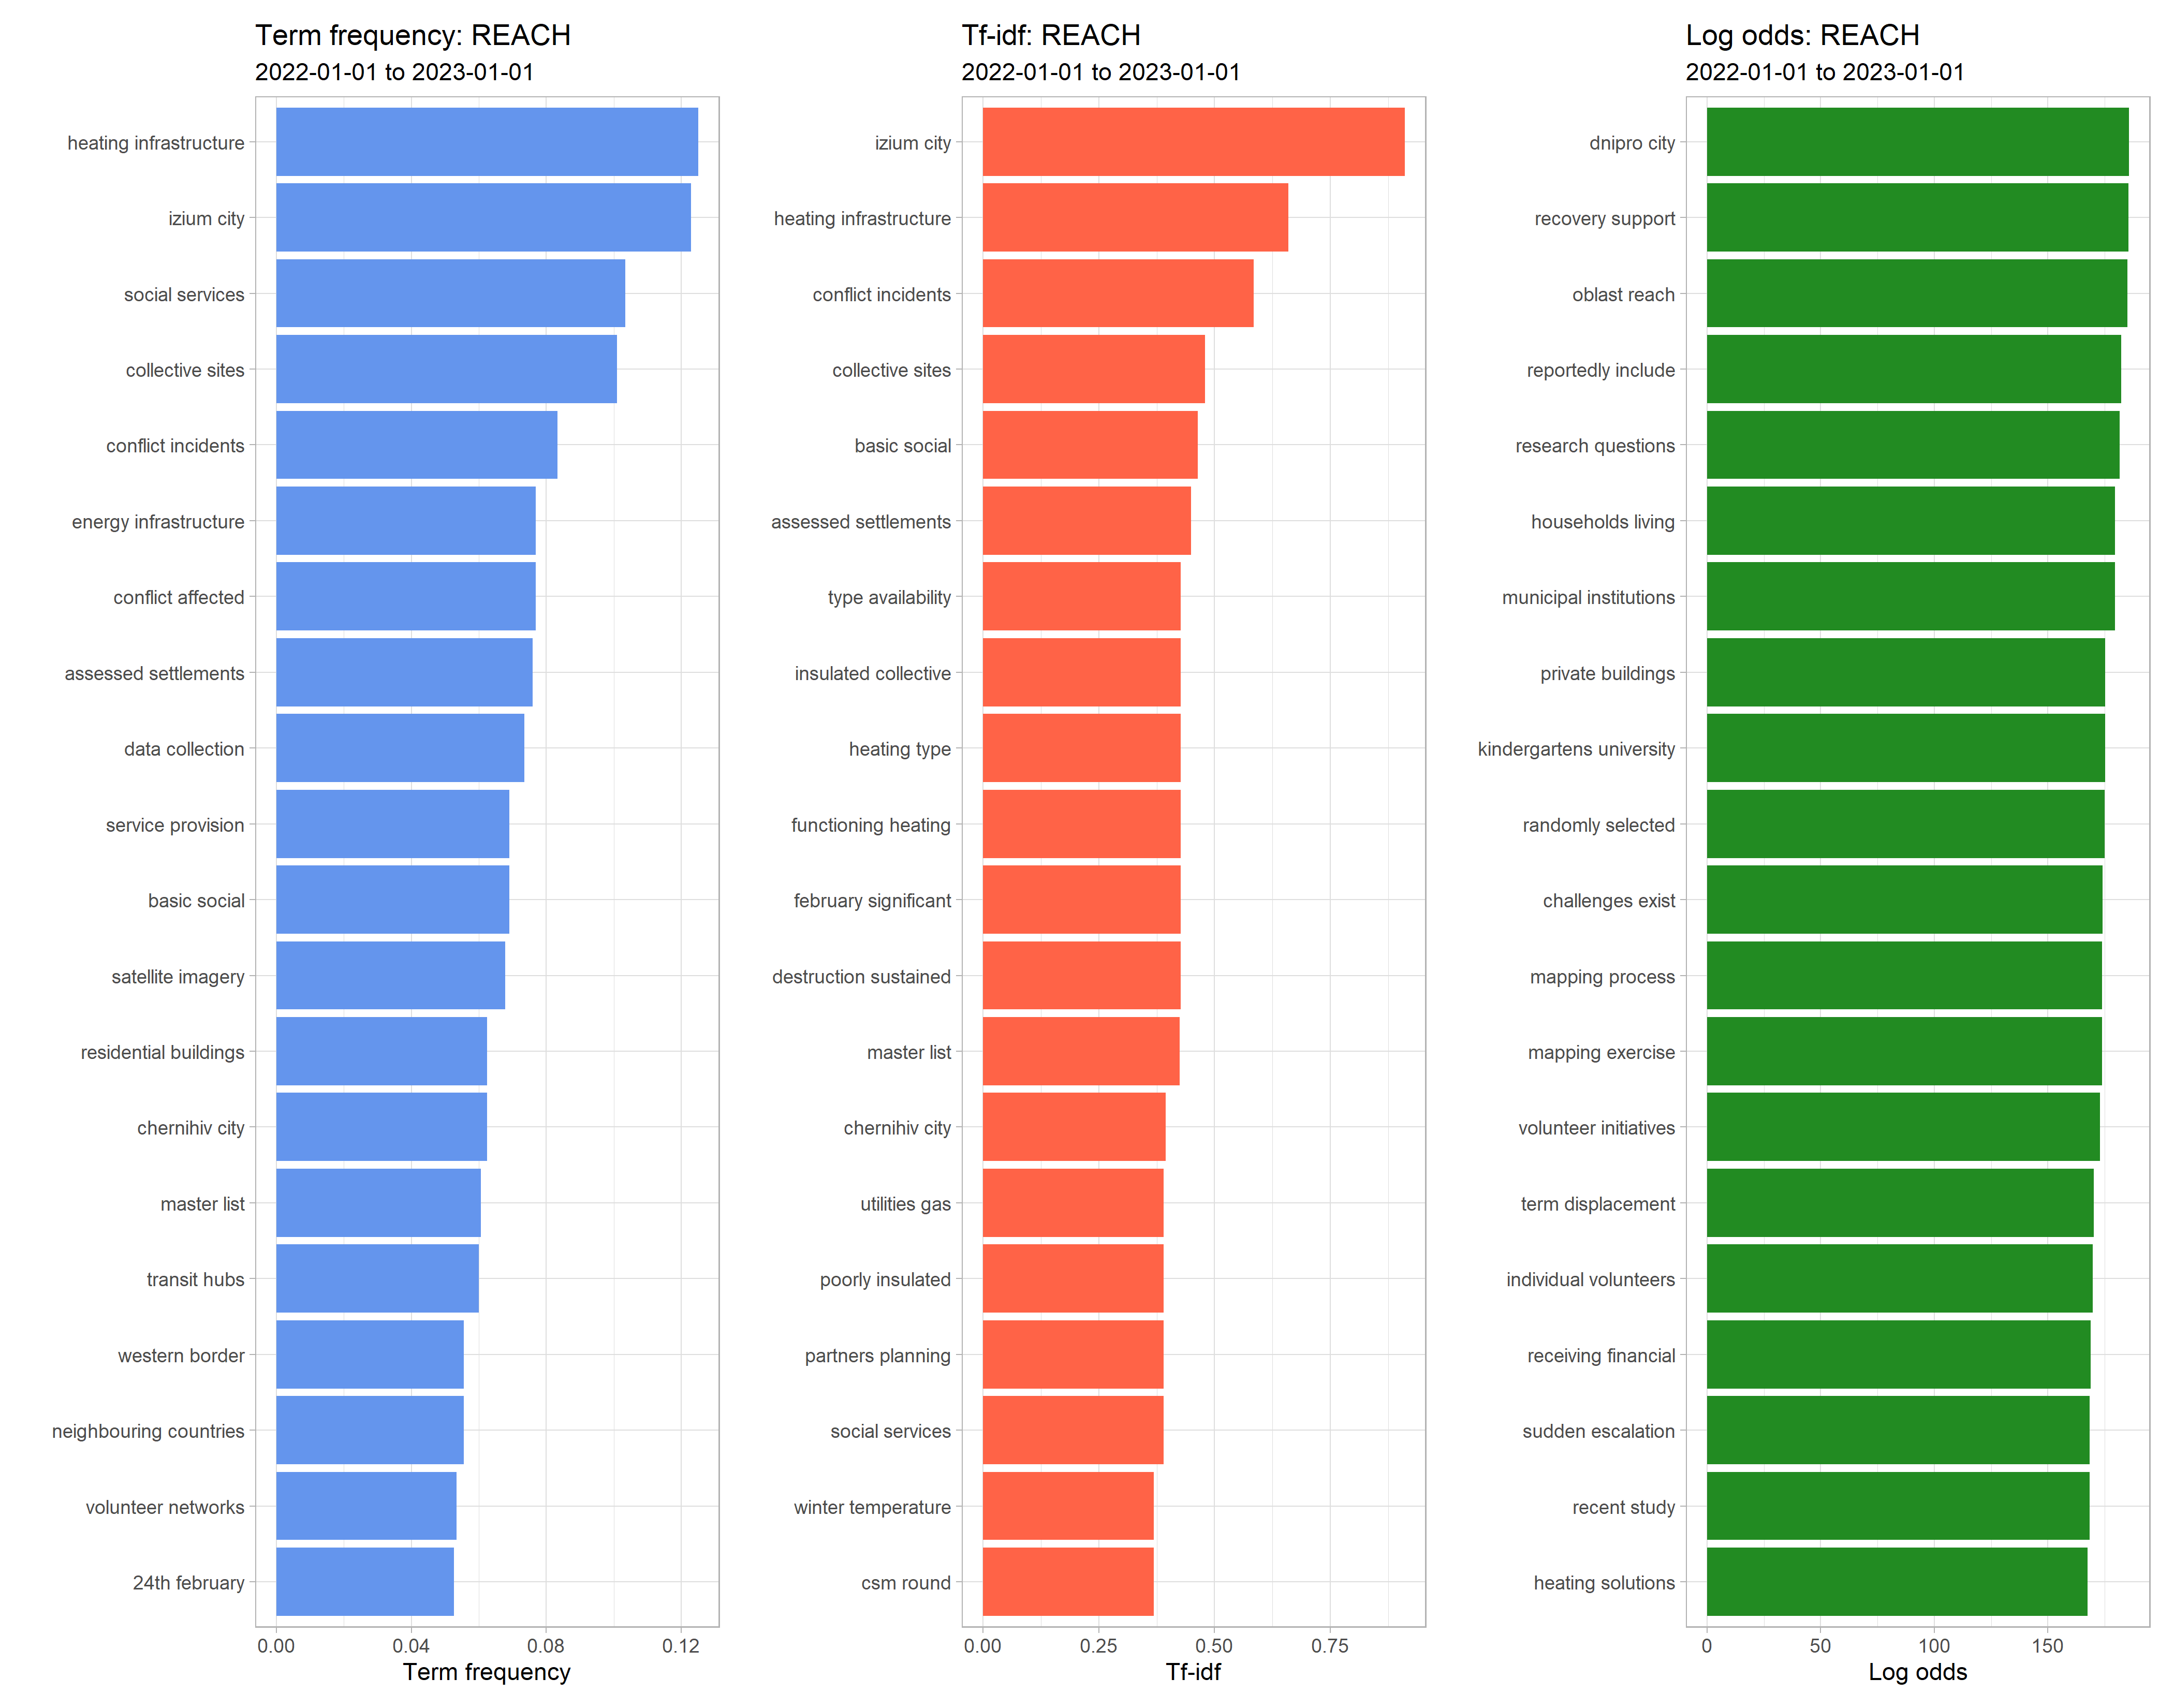 Term frequency: REACH
2022-01-01 to 2023-01-01
heating infrastructure
izium city
social services
collective sites
conflict incidents
energy infrastructure
conflict affected
assessed settlements
data collection
service provision
basic social
satellite imagery
residential buildings
chernihiv city
master list
transit hubs
western border
neighbouring countries
volunteer networks
24th february
0.00 0.04 0.08 0.12
Term frequency
Tf-idf: REACH
2022-01-01 to 2023-01-01
izium city
heating infrastructure
conflict incidents
collective sites
basic social
assessed settlements
type availability
insulated collective
heating type
functioning heating
february significant
destruction sustained
master list
chernihiv city
utilities gas
poorly insulated
partners planning
social services
winter temperature
csm round
0.00 0.25 0.50 0.75
Tf-idf
Log odds: REACH
2022-01-01 to 2023-01-01
dnipro city
recovery support
oblast reach
reportedly include
research questions
households living
municipal institutions
private buildings
kindergartens university
randomly selected
challenges exist
mapping process
mapping exercise
volunteer initiatives
term displacement
individual volunteers
receiving financial
sudden escalation
recent study
heating solutions
0 50 100 150
Log odds